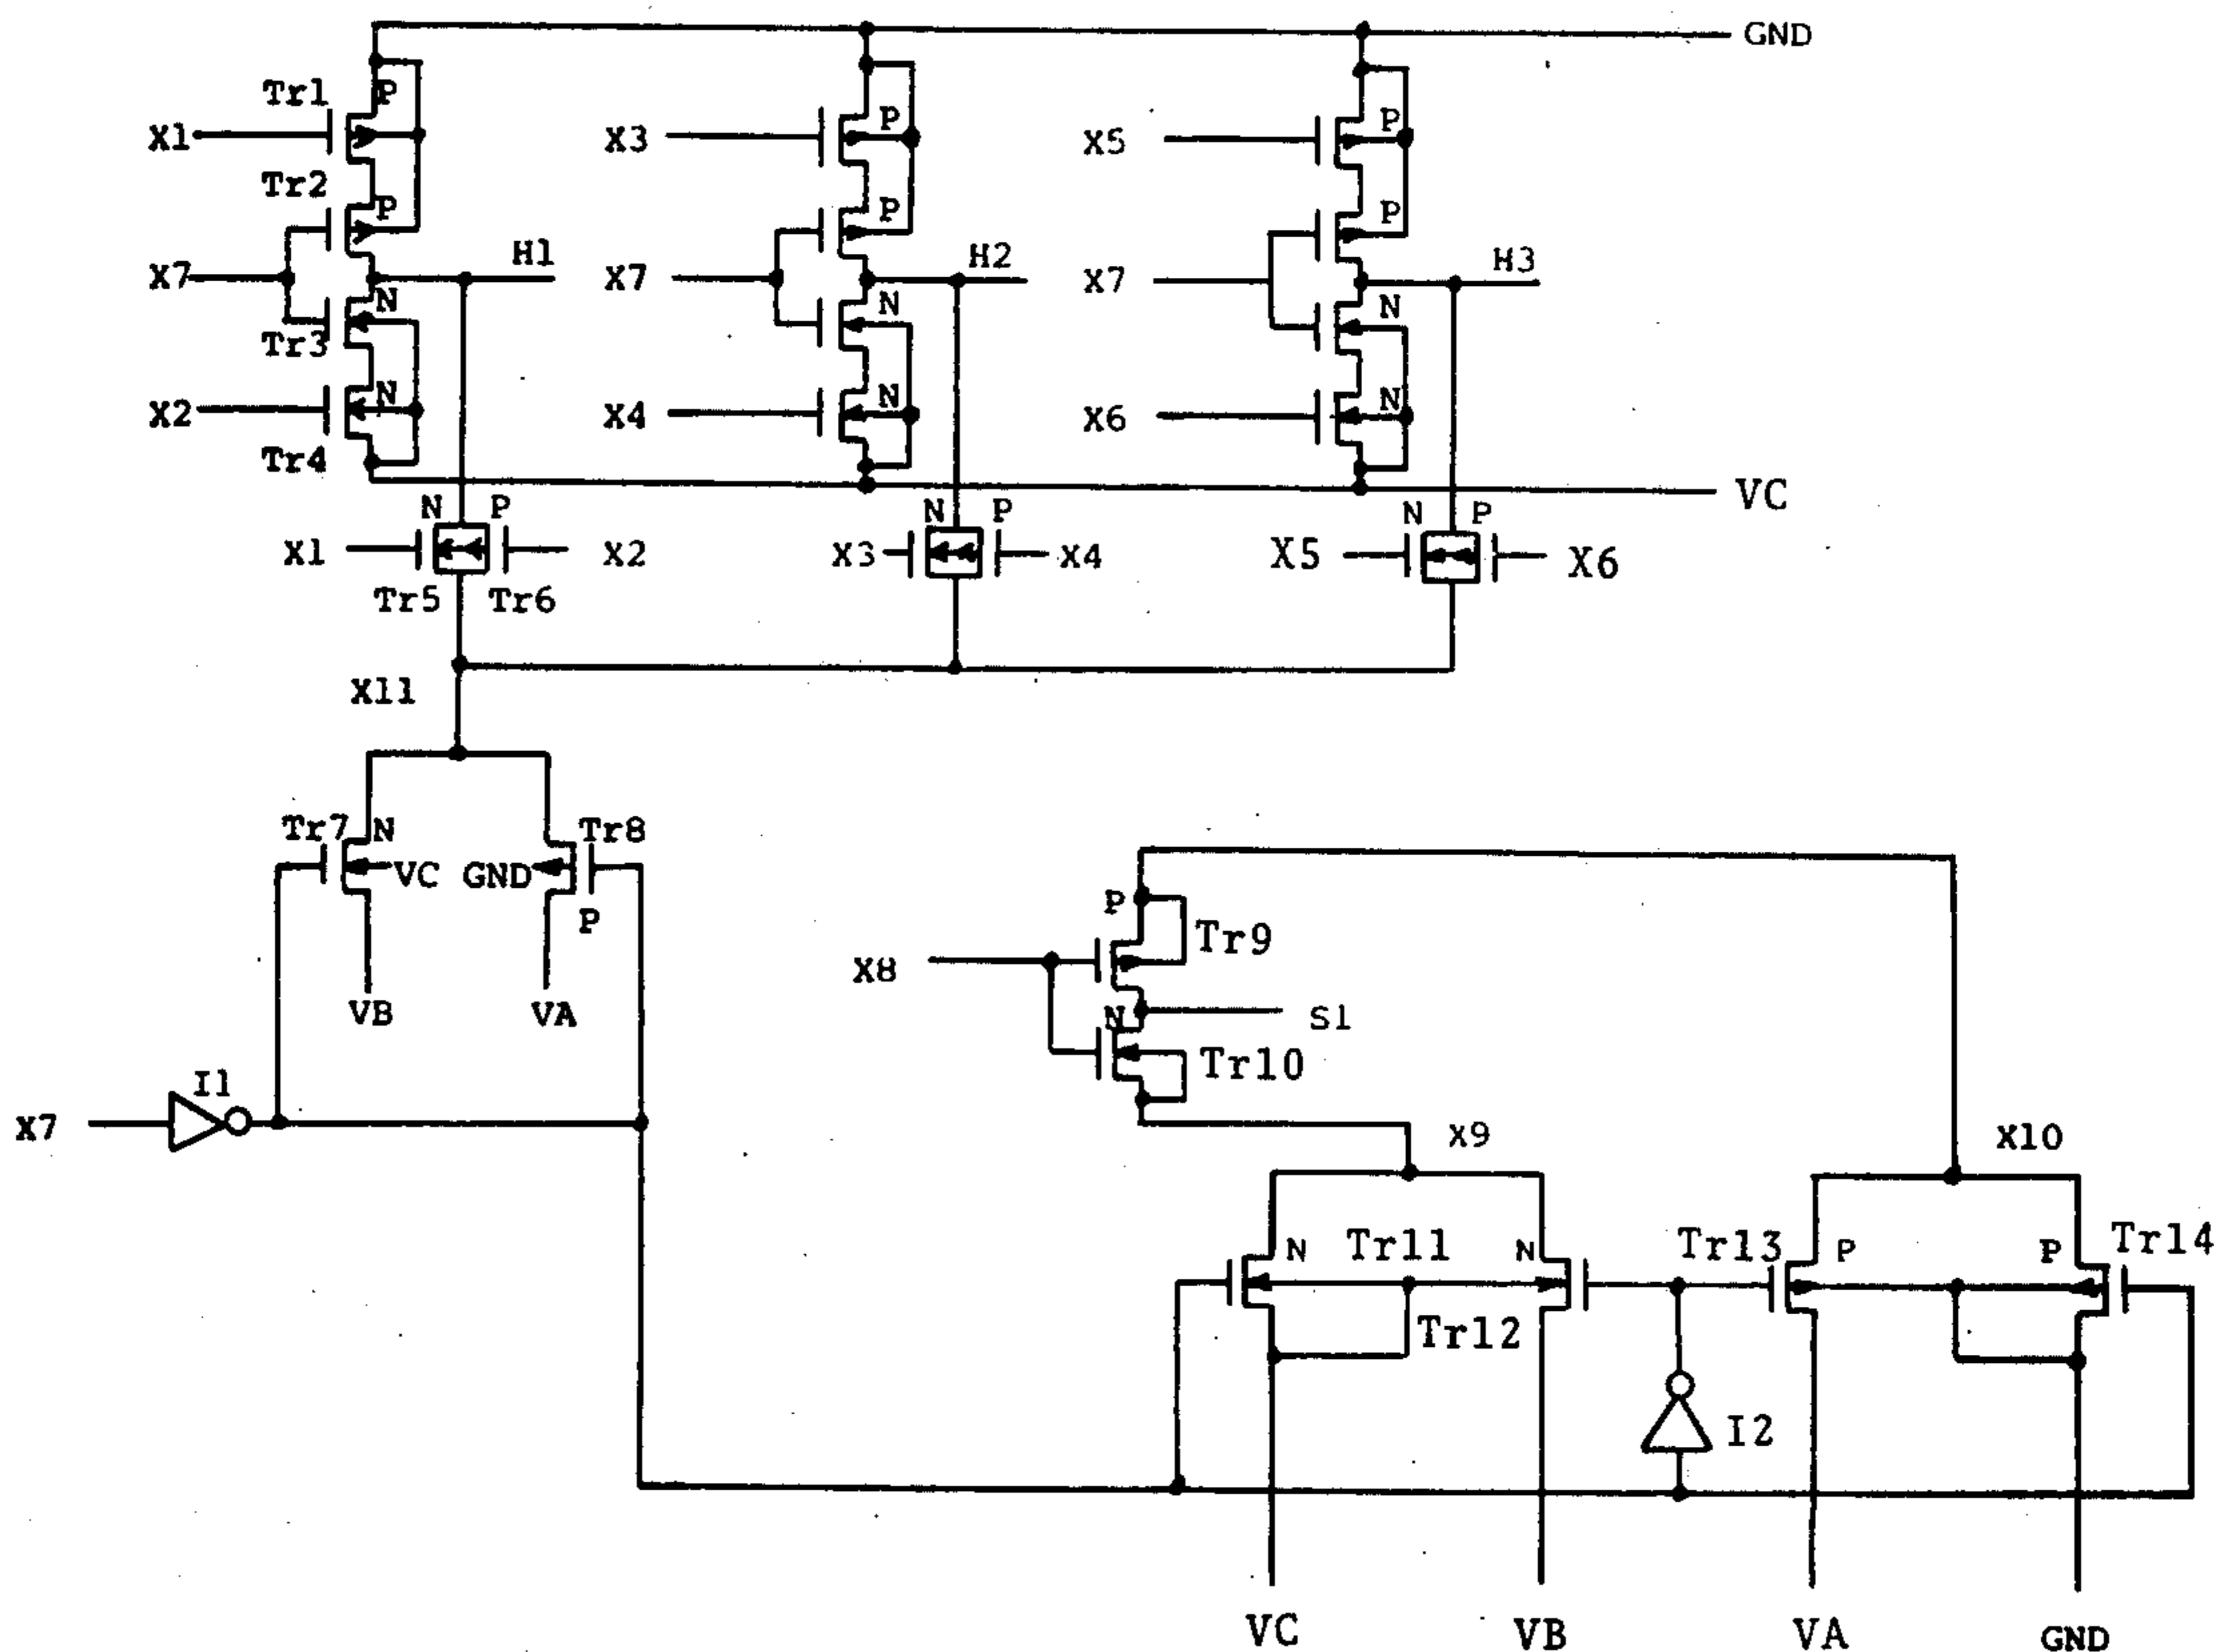 GND
Tr1 P P P
X1 X3 X5
Tr2 P P P
X7 H1 X7 H2 X7 H3
N N N
Tr3
X2 N X4 N X6 N
Tr4
VC
N P N P N P
X1 X2 X3 X4 X5 X6
Tr5 Tr6
X11
Tr7 N Tr8
VC GND
P
VB VA
P
Tr9
X8
N S1
Tr10
I1
X7
X9 X10
N Tr11 N Tr13 P P Tr14
Tr12
I2
VC VB VA GND